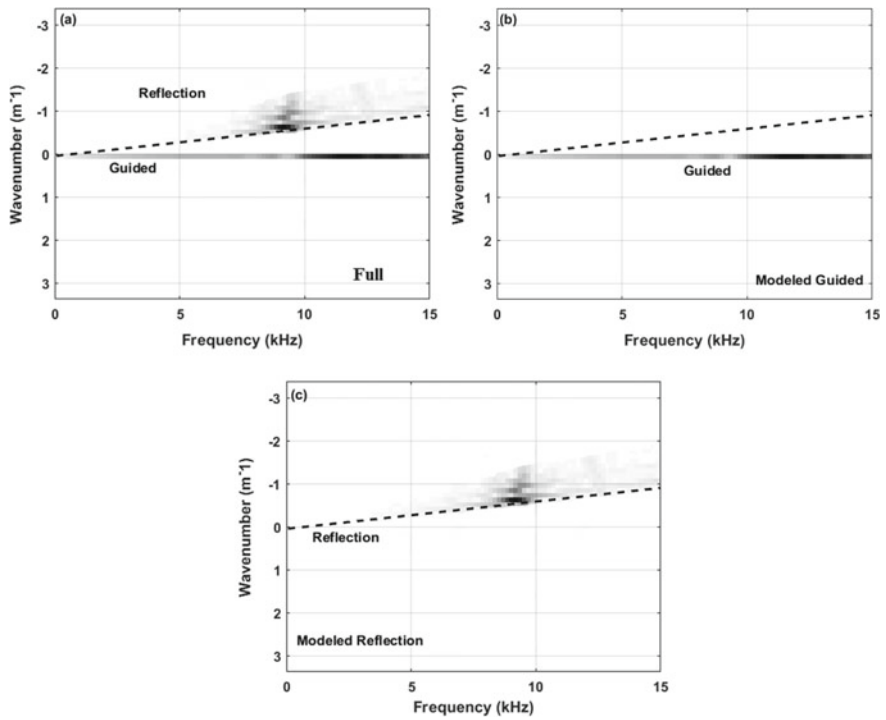 (a)
-3
-2
-1
0
1
2
3
Wavenumber (m^-1)
Reflection
Guided
Full
0
5
10
15
Frequency (kHz)
(b)
-3
-2
-1
0
1
2
3
Wavenumber (m^-1)
Guided
Modeled Guided
0
5
10
15
Frequency (kHz)
(c)
-3
-2
-1
0
1
2
3
Wavenumber (m^-1)
Reflection
Modeled Reflection
0
5
10
15
Frequency (kHz)